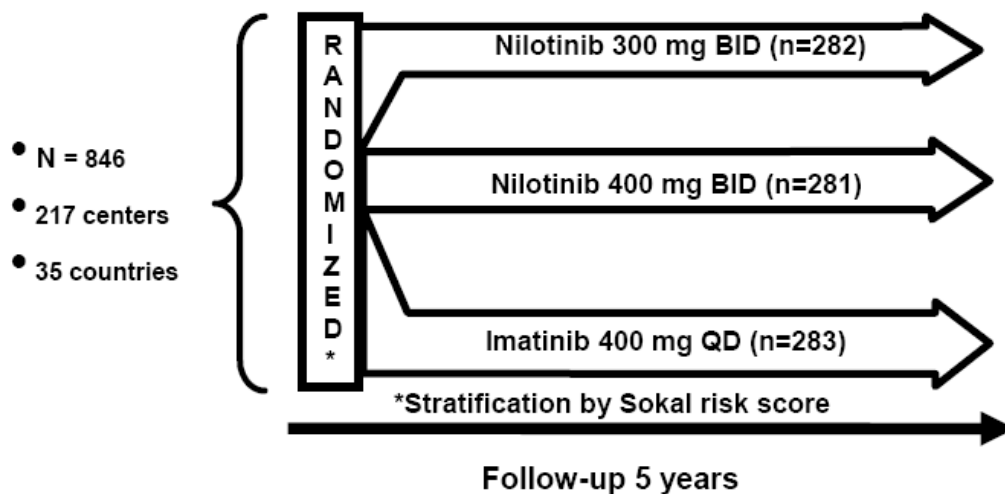 • N = 846
• 217 centers
• 35 countries
RANDOMIZED*
Nilotinib 300 mg BID (n=282)
Nilotinib 400 mg BID (n=281)
Imatinib 400 mg QD (n=283)
*Stratification by Sokal risk score
Follow-up 5 years